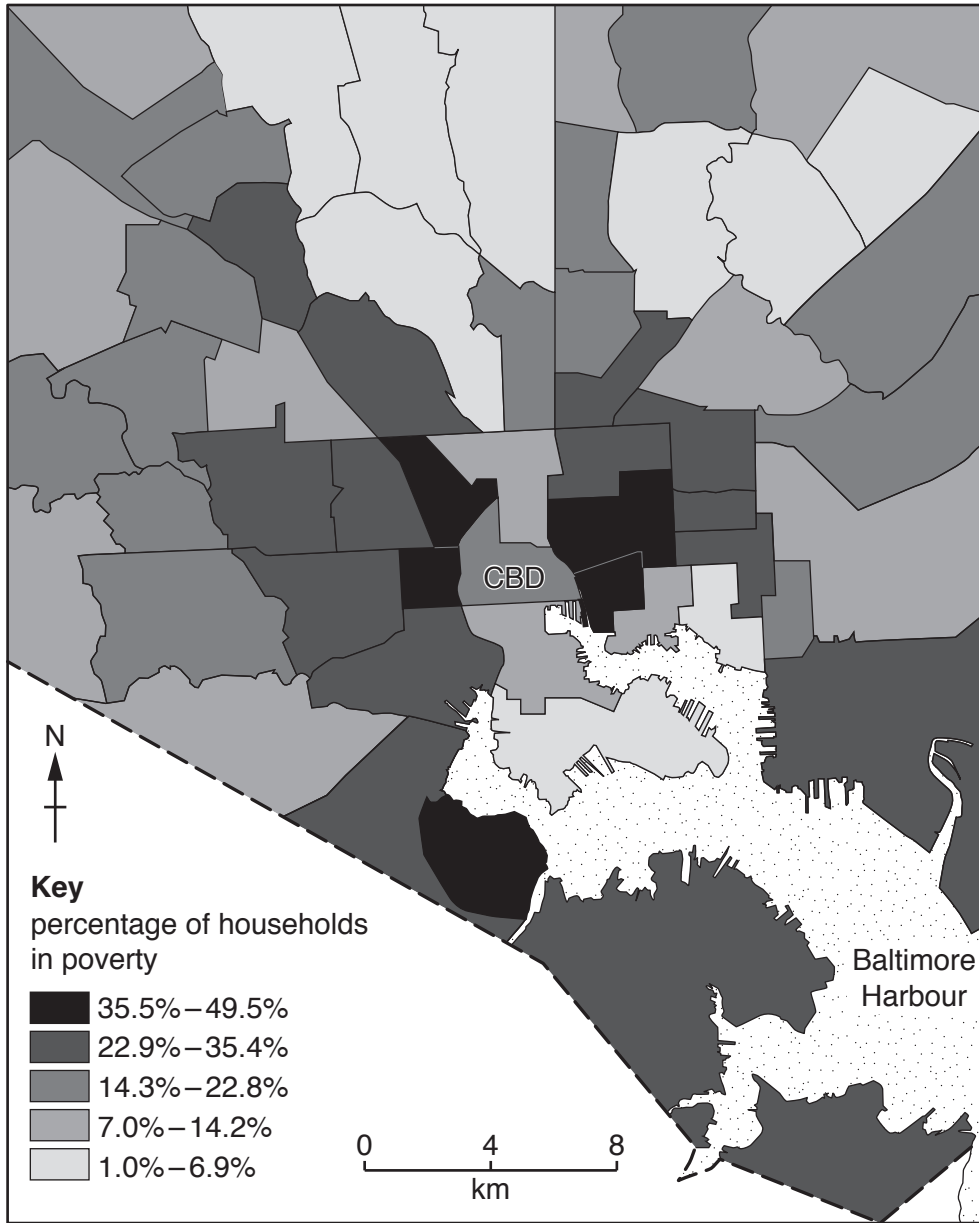 CBD
N
Key
percentage of households
in poverty
35.5%–49.5%
22.9%–35.4%
14.3%–22.8%
7.0%–14.2%
1.0%–6.9%
0 4 8
km
Baltimore
Harbour